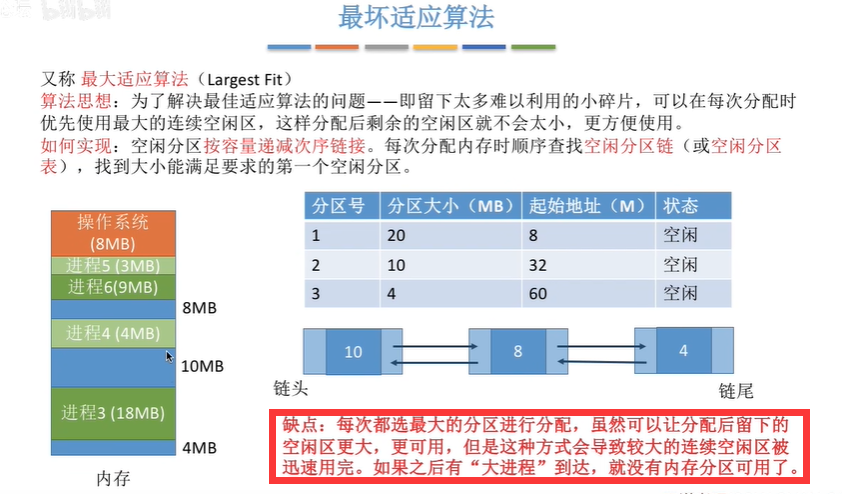 bilibili
最坏适应算法
又称 最大适应算法（Largest Fit）
算法思想：为了解决最佳适应算法的问题——即留下太多难以利用的小碎片，可以在每次分配时
优先使用最大的连续空闲区，这样分配后剩余的空闲区就不会太小，更方便使用。
如何实现：空闲分区按容量递减次序链接。每次分配内存时顺序查找空闲分区链（或空闲分区
表），找到大小能满足要求的第一个空闲分区。
操作系统
(8MB)
进程5 (3MB)
进程6(9MB)
8MB
进程4 (4MB)
10MB
进程3 (18MB)
4MB
内存
分区号 分区大小（MB） 起始地址（M） 状态
1 20 8 空闲
2 10 32 空闲
3 4 60 空闲
10 8 4
链头 链尾
缺点：每次都选最大的分区进行分配，虽然可以让分配后留下的
空闲区更大，更可用，但是这种方式会导致较大的连续空闲区被
迅速用完。如果之后有“大进程”到达，就没有内存分区可用了。